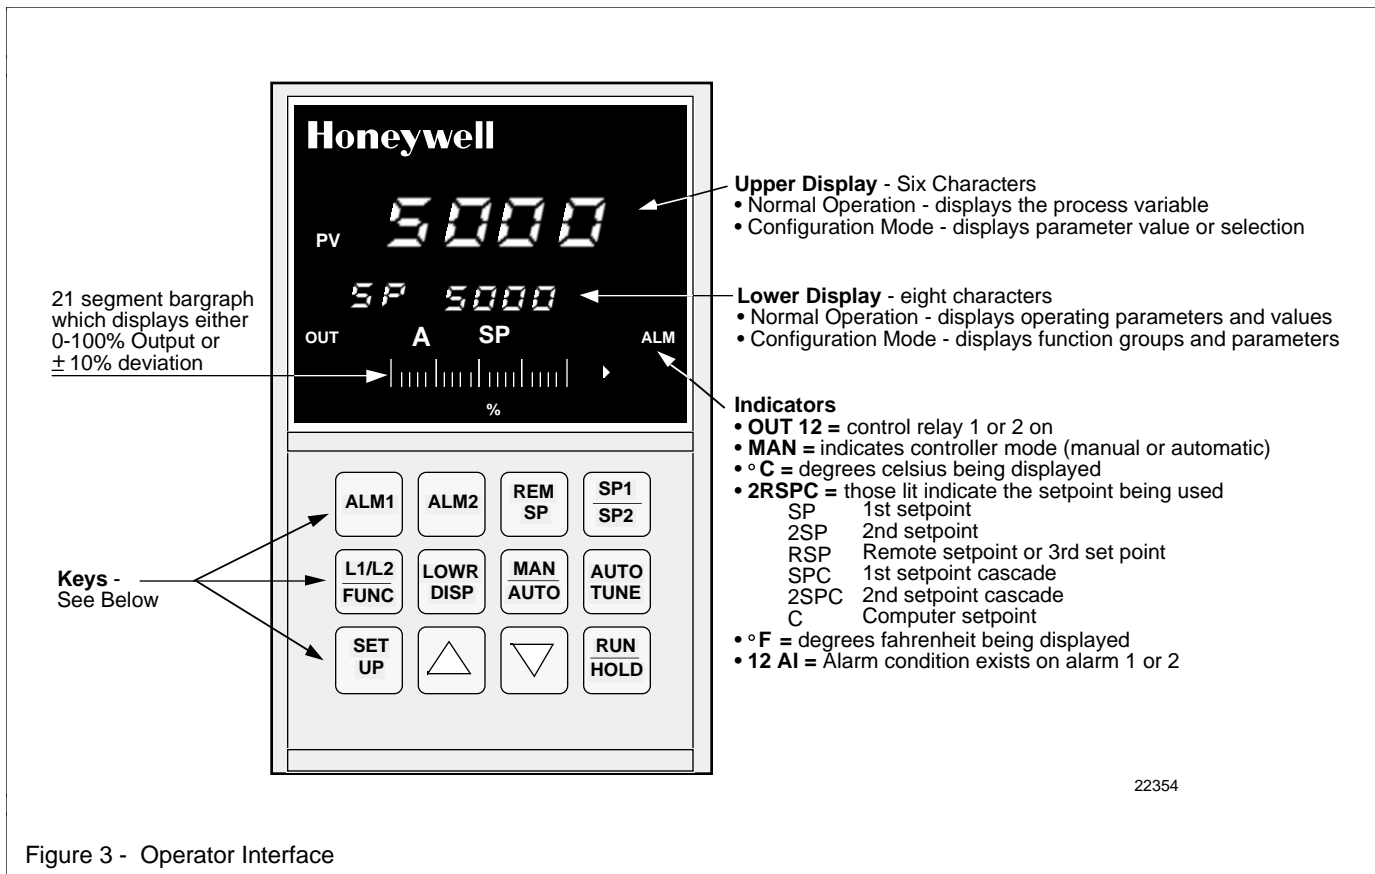 Honeywell
PV
5000
SP 5000
OUT
A SP
ALM
%
21 segment bargraph
which displays either
0-100% Output or
± 10% deviation
Upper Display - Six Characters
• Normal Operation - displays the process variable
• Configuration Mode - displays parameter value or selection
Lower Display - eight characters
• Normal Operation - displays operating parameters and values
• Configuration Mode - displays function groups and parameters
Indicators
• OUT 12 = control relay 1 or 2 on
• MAN = indicates controller mode (manual or automatic)
• °C = degrees celsius being displayed
• 2RSPC = those lit indicate the setpoint being used
SP 1st setpoint
2SP 2nd setpoint
RSP Remote setpoint or 3rd set point
SPC 1st setpoint cascade
2SPC 2nd setpoint cascade
C Computer setpoint
• °F = degrees fahrenheit being displayed
• 12 Al = Alarm condition exists on alarm 1 or 2
Keys -
See Below
ALM1
ALM2
REM
SP
SP1
SP2
L1/L2
FUNC
LOWR
DISP
MAN
AUTO
AUTO
TUNE
SET
UP
RUN
HOLD
22354
Figure 3 - Operator Interface